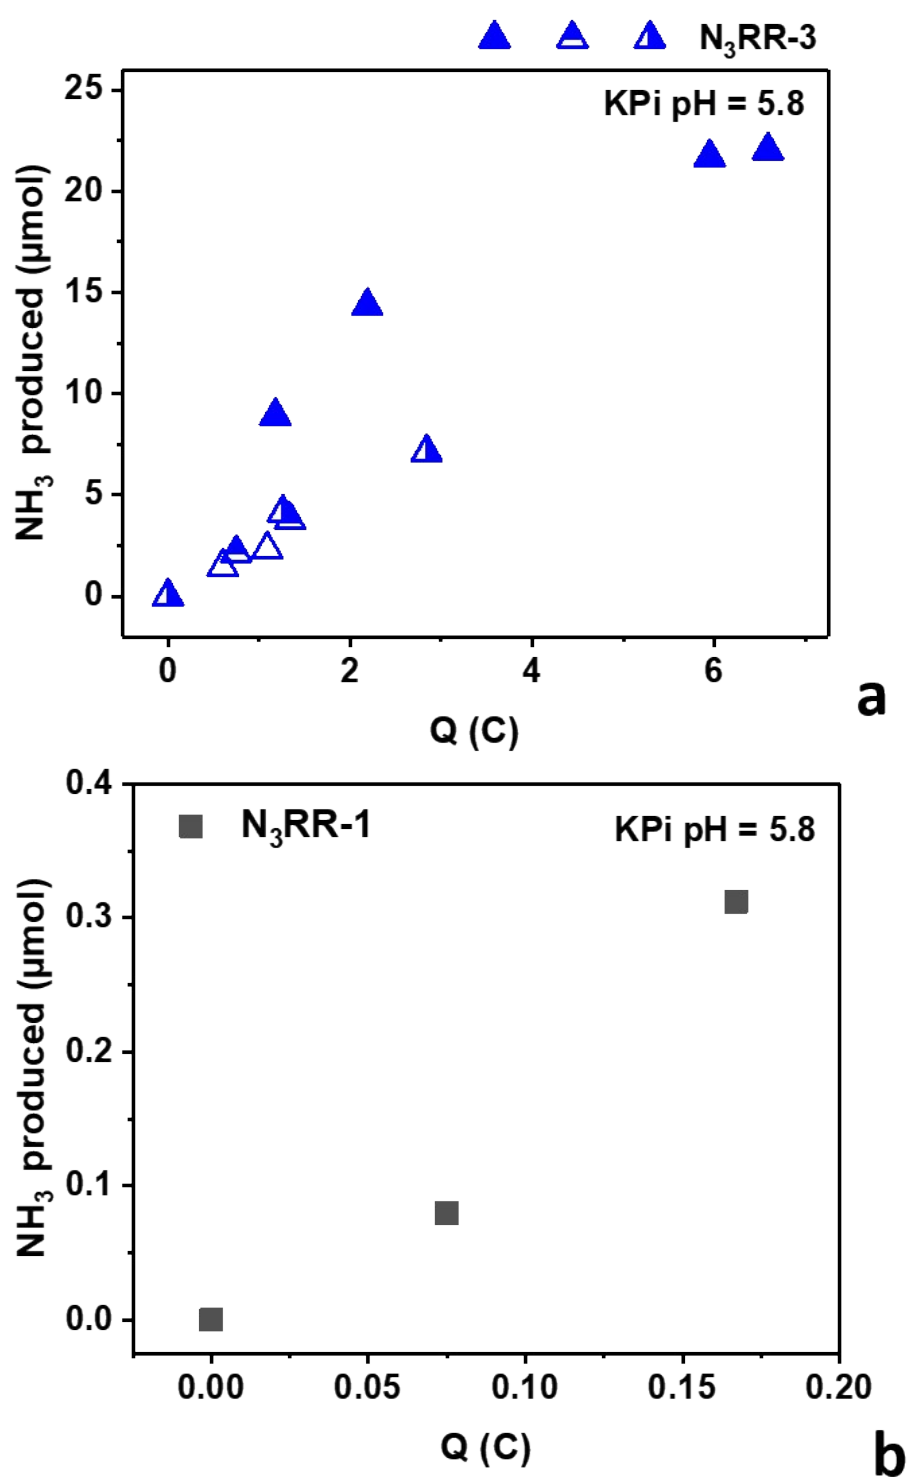 N₃RR-3
KPi pH = 5.8
25
20
15
10
5
0
NH₃ produced (μmol)
0 2 4 6
Q (C)
a
0.4
0.3
0.2
0.1
0.0
N₃RR-1
KPi pH = 5.8
NH₃ produced (μmol)
0.00 0.05 0.10 0.15 0.20
Q (C)
b